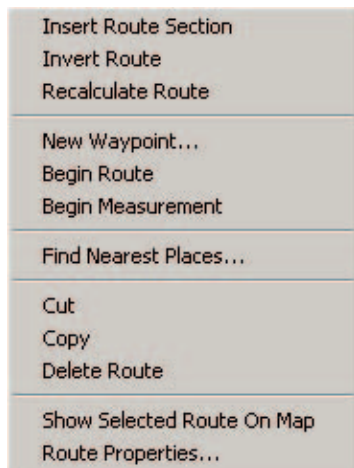 Insert Route Section
Invert Route
Recalculate Route
New Waypoint...
Begin Route
Begin Measurement
Find Nearest Places...
Cut
Copy
Delete Route
Show Selected Route On Map
Route Properties...